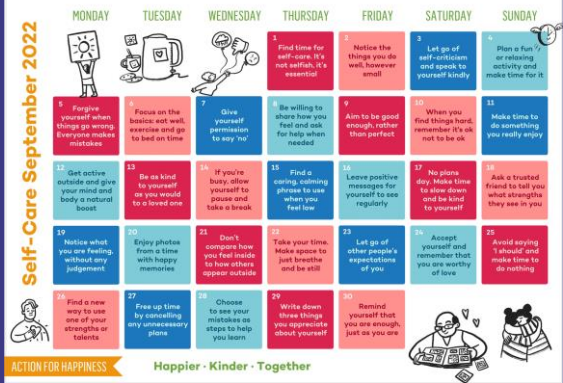 Self-Care September 2022
MONDAY TUESDAY WEDNESDAY THURSDAY FRIDAY SATURDAY SUNDAY
1
Find time for
self-care. It's
not selfish, it's
essential
2
Notice the
things you do
well, however
small
3
Let go of
self-criticism
and speak to
yourself kindly
4
Plan a fun
or relaxing
activity and
make time for it
5
Forgive
yourself when
things go wrong.
Everyone makes
mistakes
6
Focus on the
basics: eat well,
exercise and go
to bed on time
7
Give
yourself
permission
to say 'no'
8
Be willing to
share how you
feel and ask
for help when
needed
9
Aim to be good
enough, rather
than perfect
10
When you
find things hard,
remember it's ok
not to be ok
11
Make time to
do something
you really enjoy
12
Get active
outside and give
your mind and
body a natural
boost
13
Be as kind
to yourself
as you would
to a loved one
14
If you're
busy, allow
yourself to
pause and
take a break
15
Find a
caring, calming
phrase to use
when you
feel low
16
Leave positive
messages for
yourself to see
regularly
17
No plans
day. Make time
to slow down
and be kind
to yourself
18
Ask a trusted
friend to tell you
what strengths
they see in you
19
Notice what
you are feeling,
without any
judgement
20
Enjoy photos
from a time
with happy
memories
21
Don't
compare how
you feel inside
to how others
appear outside
22
Take your time.
Make space to
just breathe
and be still
23
Let go of
other people's
expectations
of you
24
Accept
yourself and
remember that
you are worthy
of love
25
Avoid saying
'I should' and
make time to
do nothing
26
Find a new
way to use
one of your
strengths or
talents
27
Free up time
by cancelling
any unnecessary
plans
28
Choose
to see your
mistakes as
steps to help
you learn
29
Write down
three things
you appreciate
about yourself
30
Remind
yourself that
you are enough,
just as you are
ACTION FOR HAPPINESS
Happier · Kinder · Together